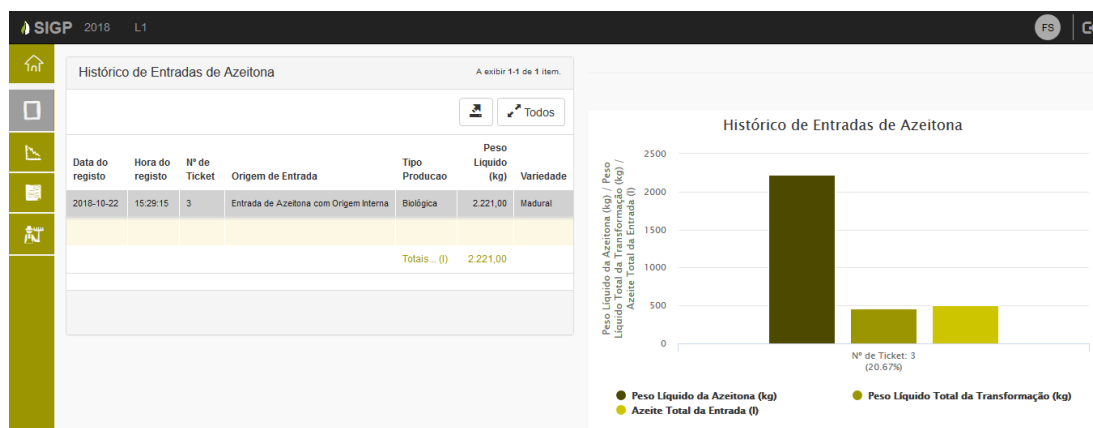 SIGP 2018 L1 FS
Histórico de Entradas de Azeitona
A exibir 1-1 de 1 item.
Todos
Data do registo
Hora do registo
Nº de Ticket
Origem de Entrada
Tipo Producao
Peso Liquido (kg)
Variedade
2018-10-22 15:29:15 3 Entrada de Azeitona com Origem Interna Biológica 2.221,00 Madural
Totais... (l) 2.221,00
Histórico de Entradas de Azeitona
Peso Líquido da Azeitona (kg) / Peso
Líquido Total da Transformação (kg) /
Azeite Total da Entrada (l)
2500
2000
1500
1000
500
0
Nº de Ticket: 3
(20.67%)
Peso Líquido da Azeitona (kg)
Peso Líquido Total da Transformação (kg)
Azeite Total da Entrada (l)